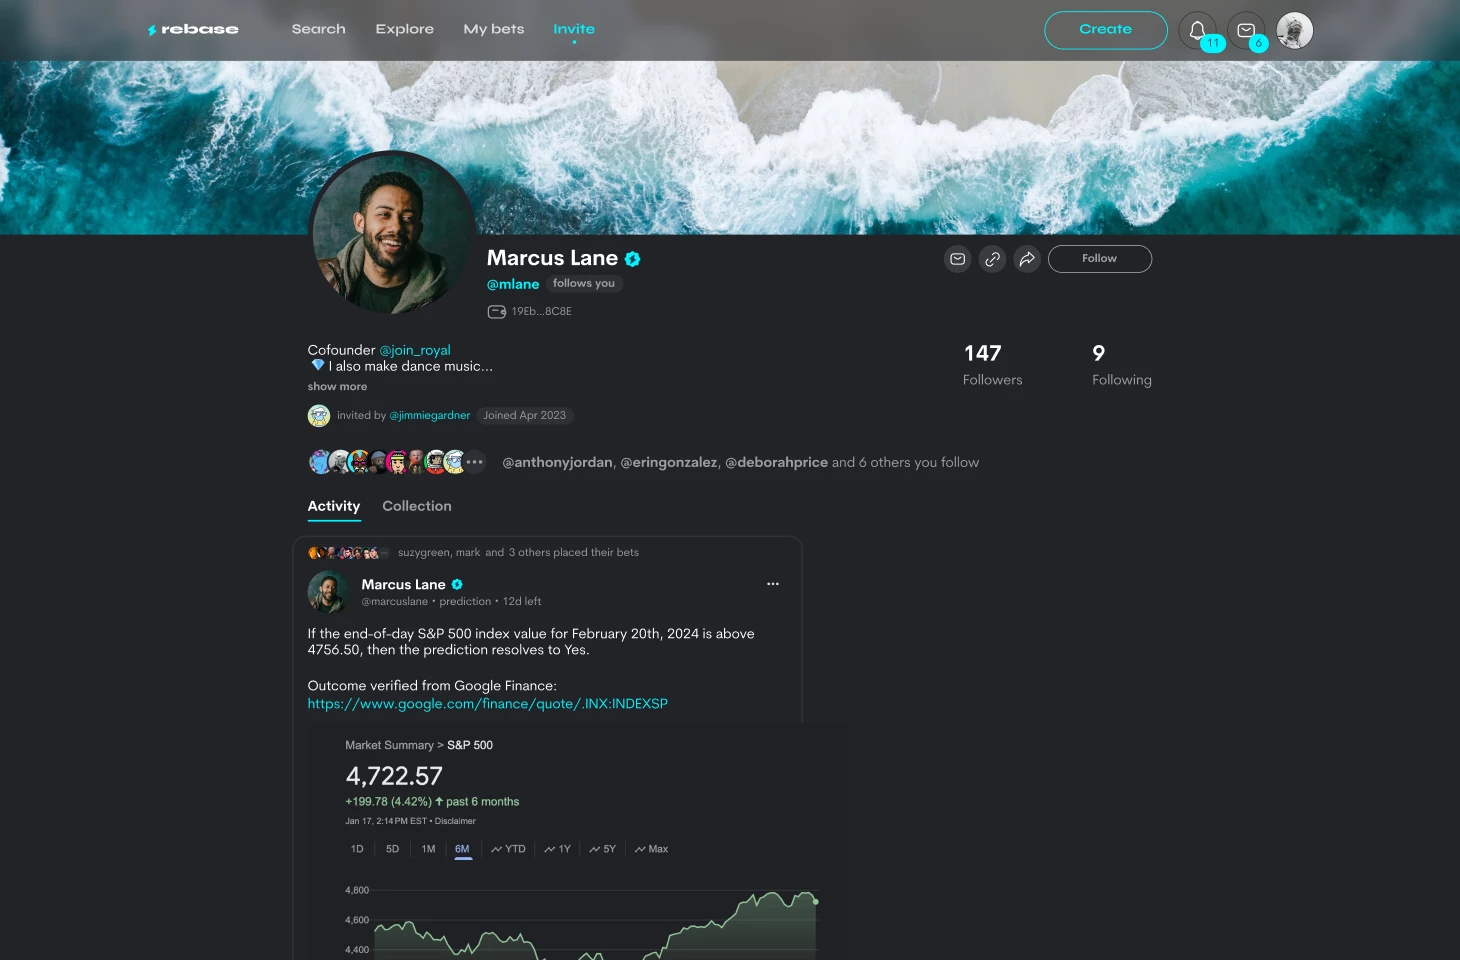 rebase Search Explore My bets Invite Create 11 6
Marcus Lane
@mlane follows you
19Eb...8C8E
Follow
Cofounder @join_royal
I also make dance music...
show more
147 Followers
9 Following
invited by @jimmiegardner Joined Apr 2023
@anthonyjordan, @eringonzalez, @deborahprice and 6 others you follow
Activity Collection
suzygreen, mark and 3 others placed their bets
Marcus Lane
@marcuslane • prediction • 12d left
If the end-of-day S&P 500 index value for February 20th, 2024 is above
4756.50, then the prediction resolves to Yes.
Outcome verified from Google Finance:
https://www.google.com/finance/quote/.INX:INDEXSP
Market Summary > S&P 500
4,722.57
+199.78 (4.42%) ↑ past 6 months
Jan 17, 2:14 PM EST • Disclaimer
1D 5D 1M 6M YTD 1Y 5Y Max
4,800
4,600
4,400